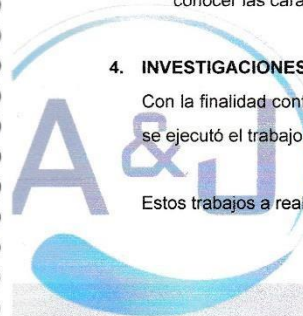 conocer las cara
4. INVESTIGACIONES
Con la finalidad con
se ejecutó el trabajo
A&J
Estos trabajos a rea